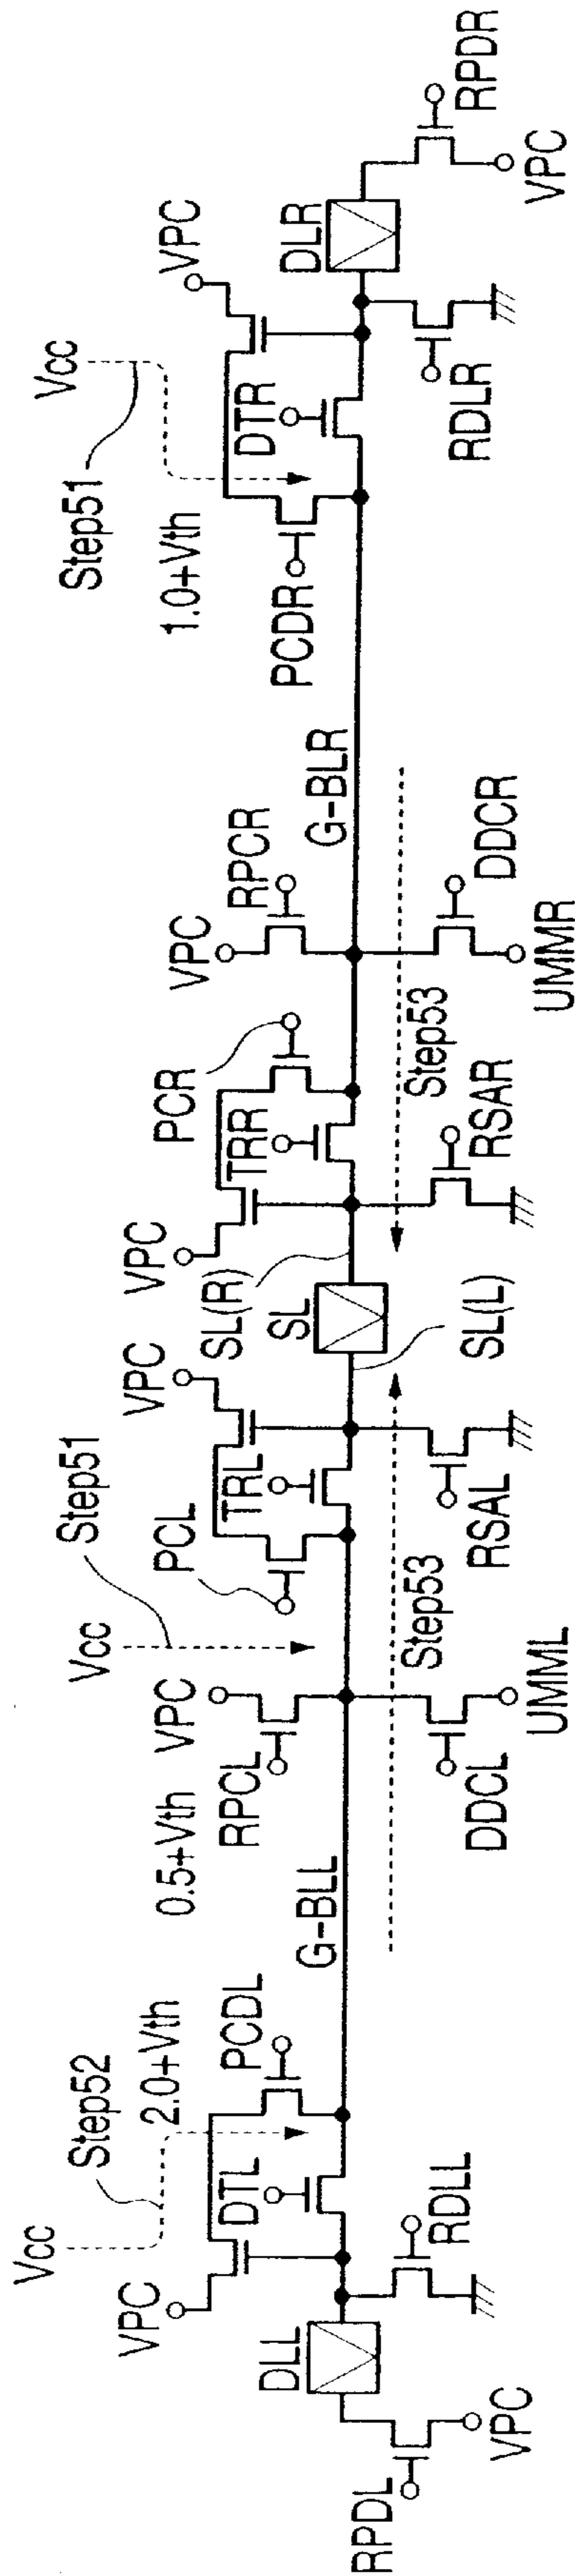 Vcc
Step52
2.0+Vth
VPC
DTL
PCDL
DLL
RPDL
VPC
RDLL
G-BLL
0.5+Vth
Vcc
Step51
VPC
RPCL
DDCL
UMML
Step53
PCL
TRL
VPC
RSAL
SL(L)
SL
SL(R)
VPC
TRR
PCR
RSAR
Step53
VPC
RPCR
DDCR
UMMR
G-BLR
PCDR
1.0+Vth
Step51
Vcc
DTR
VPC
RDLR
DLR
RPDR
VPC